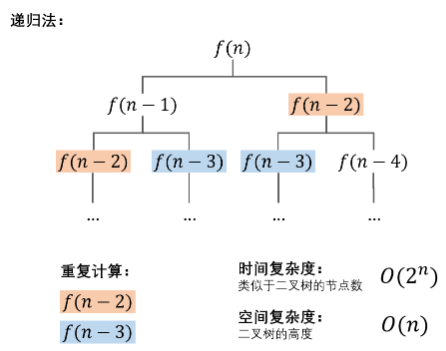 递归法：
f(n)
f(n − 1) f(n − 2)
f(n − 2) f(n − 3) f(n − 3) f(n − 4)
... ... ... ...
重复计算：
f(n − 2)
f(n − 3)
时间复杂度：
类似于二叉树的节点数 O(2ⁿ)
空间复杂度：
二叉树的高度 O(n)